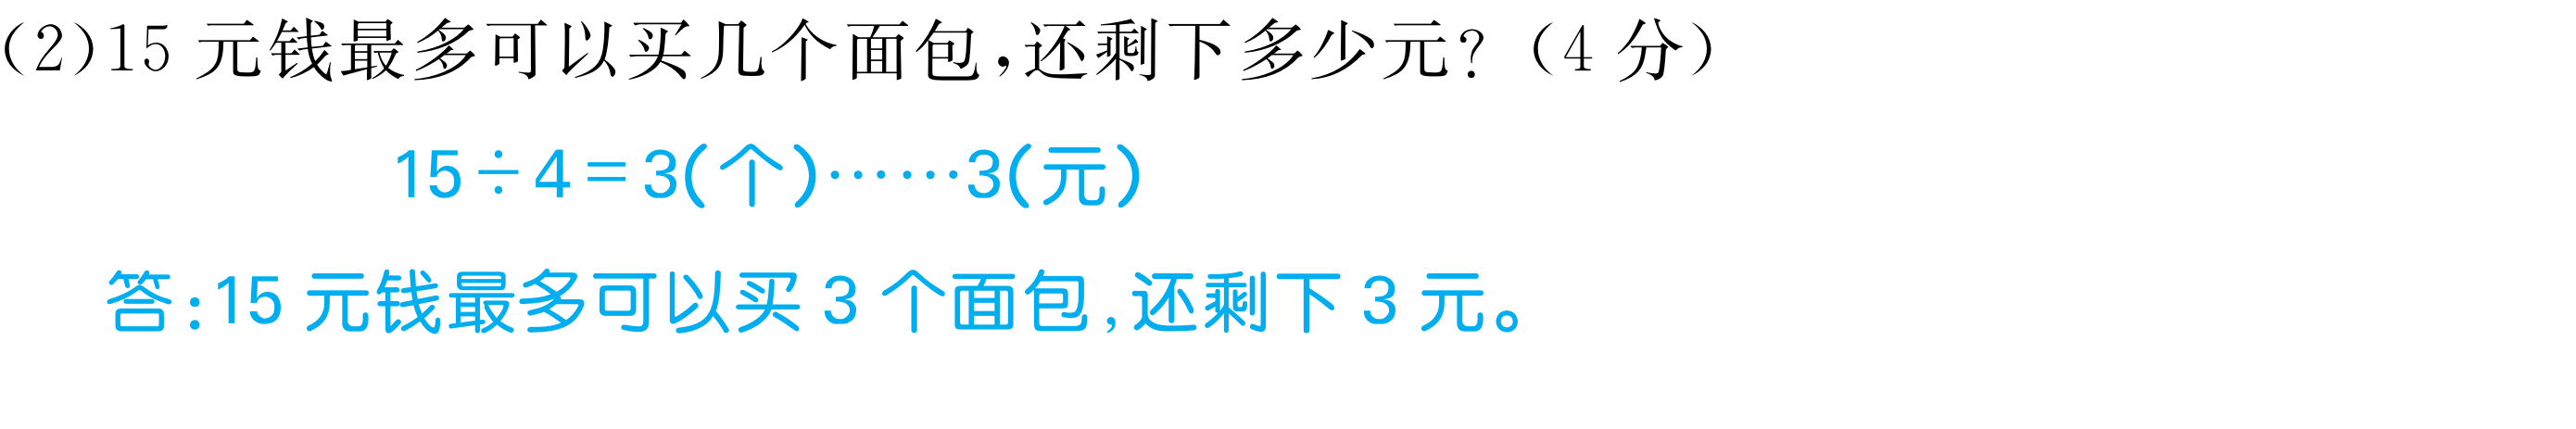 (2)15 元钱最多可以买几个面包,还剩下多少元?(4 分)
15÷4=3(个)……3(元)
答:15 元钱最多可以买 3 个面包,还剩下 3 元。